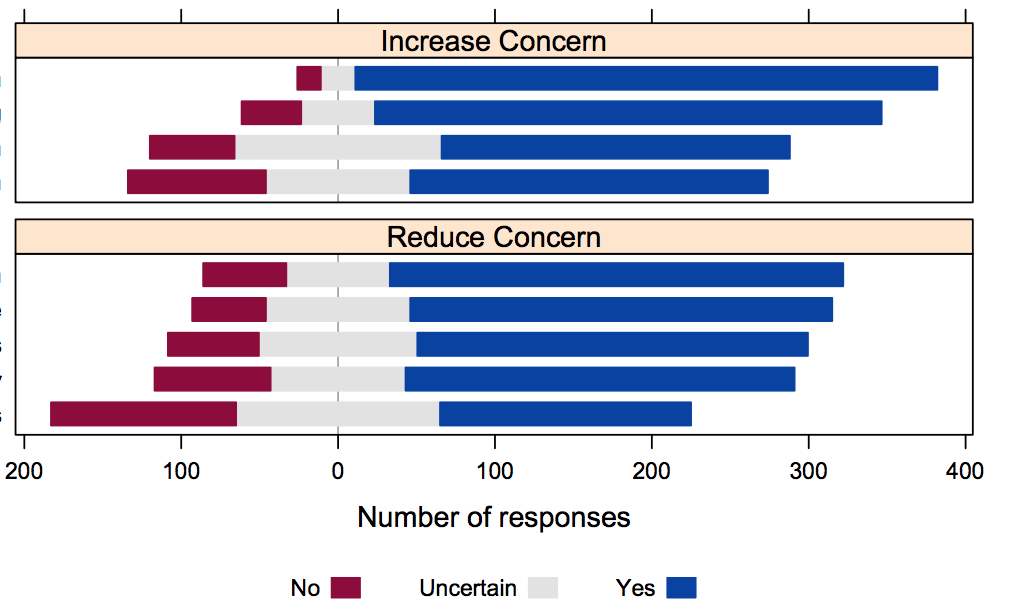 Increase Concern
Reduce Concern
200 100 0 100 200 300 400
Number of responses
No Uncertain Yes